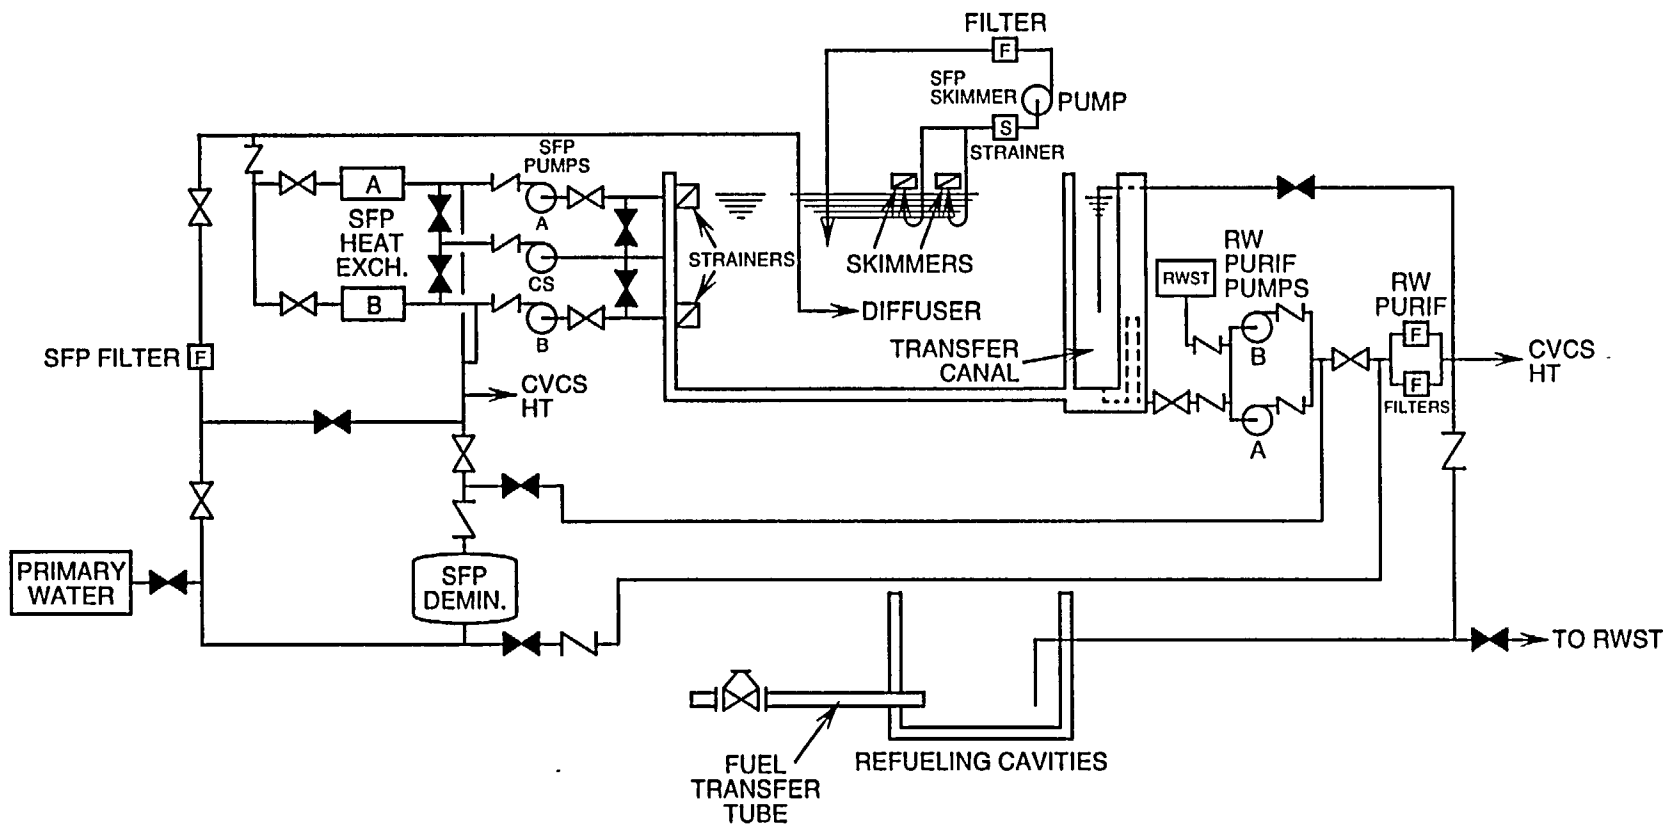 FILTER
F
SFP
SKIMMER
PUMP
S
STRAINER
SFP
PUMPS
A
A
SFP
HEAT
EXCH.
CS
B
B
STRAINERS
SKIMMERS
DIFFUSER
TRANSFER
CANAL
RW
PURIF
PUMPS
RWST
B
A
RW
PURIF
F
F
FILTERS
CVCS
HT
SFP FILTER
F
CVCS
HT
PRIMARY
WATER
SFP
DEMIN.
TO RWST
FUEL
TRANSFER
TUBE
REFUELING CAVITIES